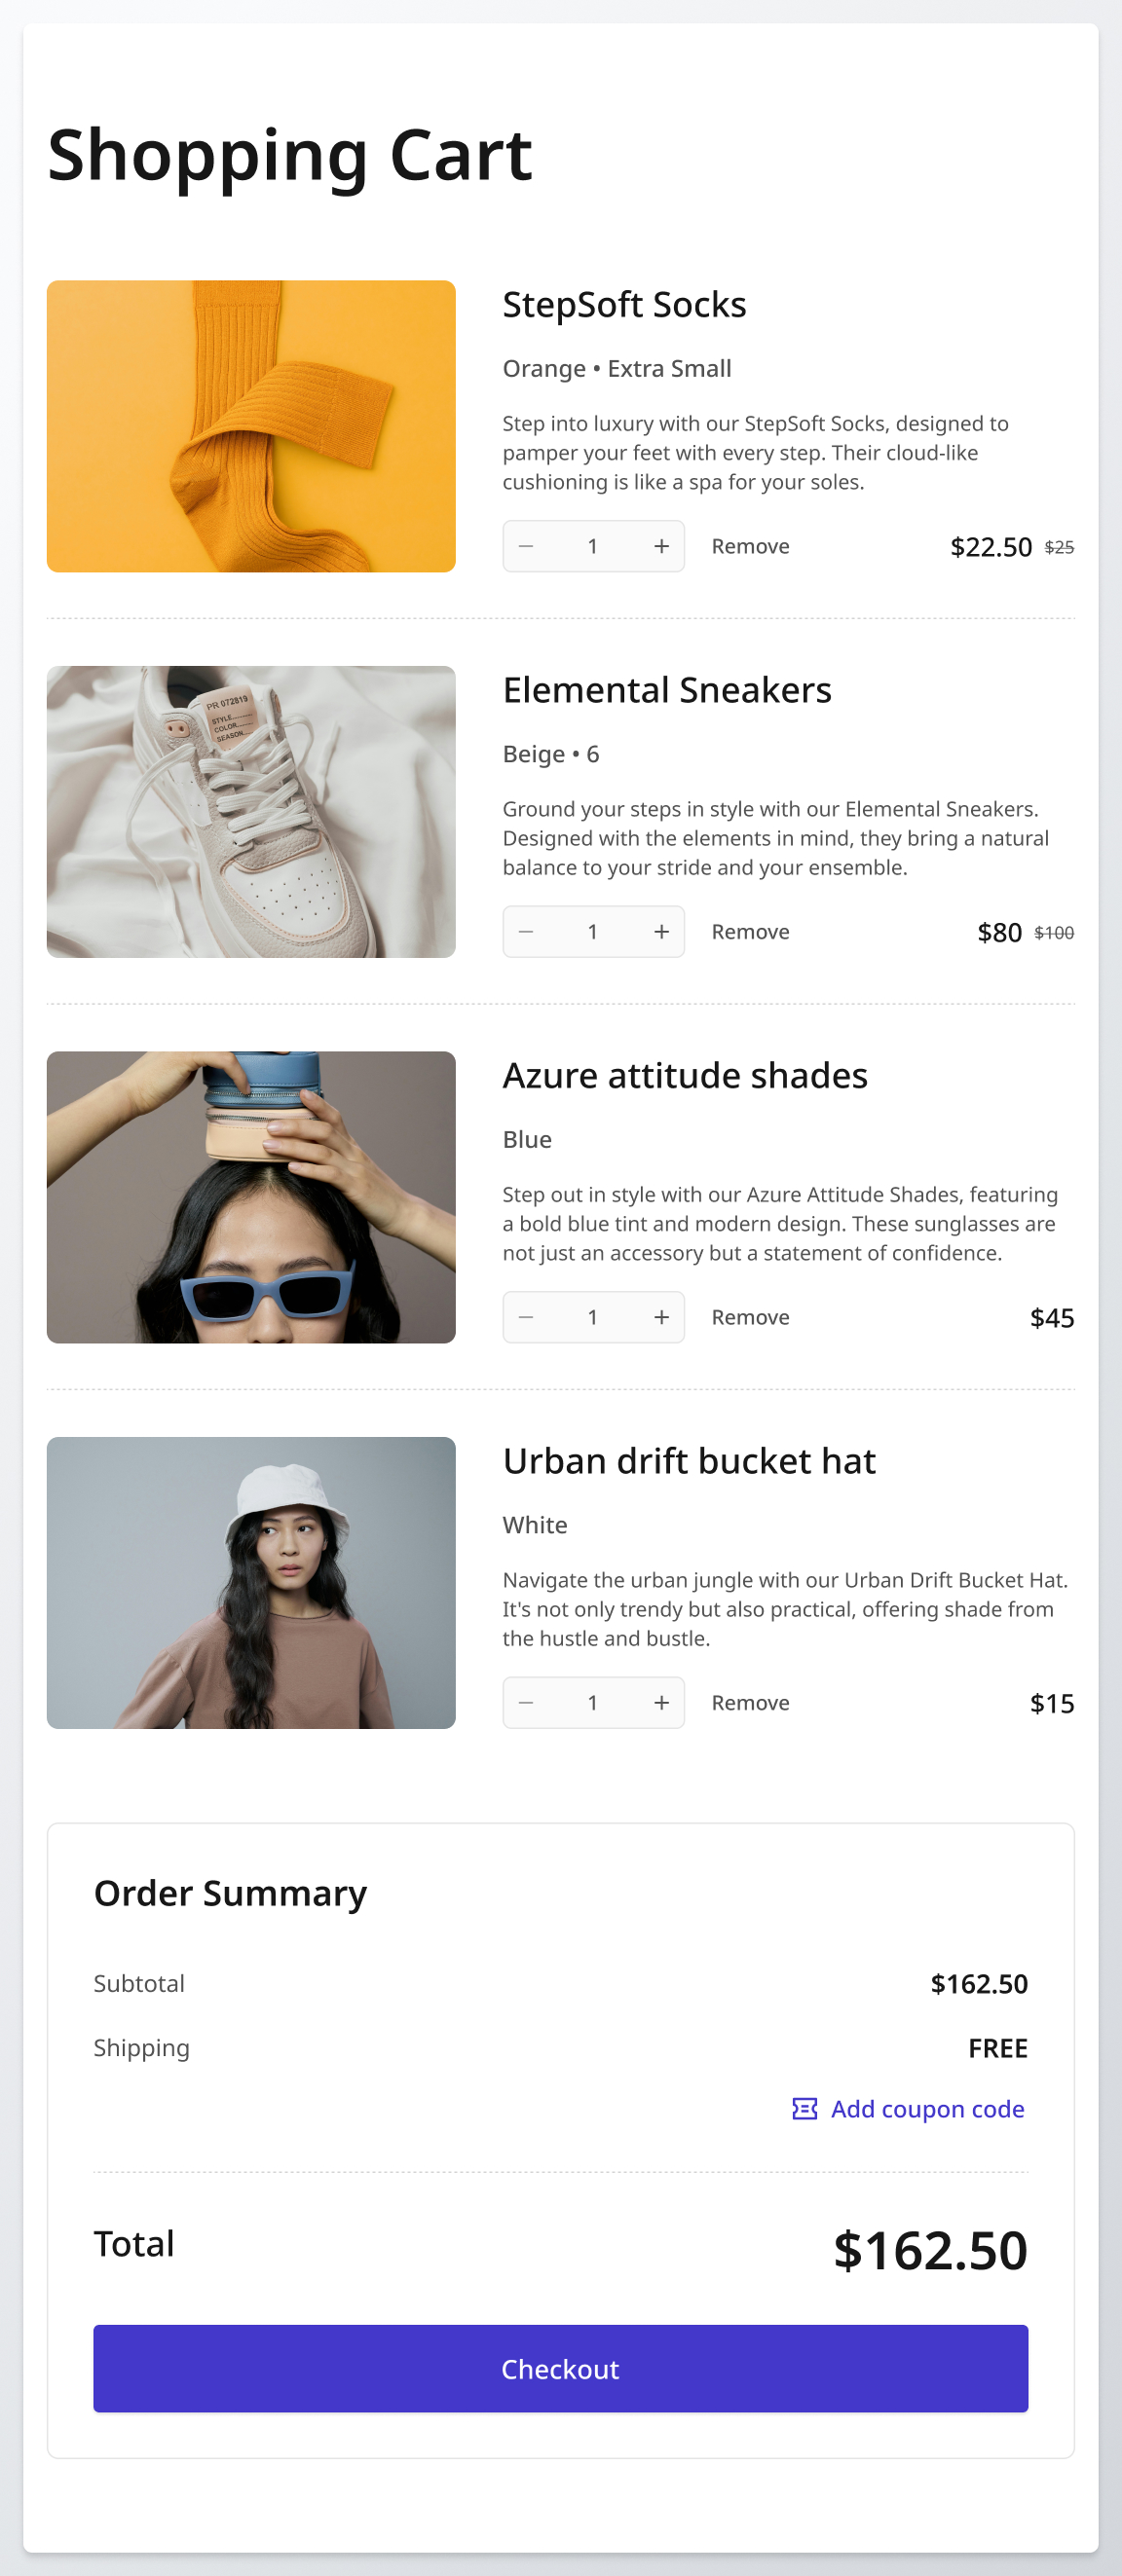 Shopping Cart
StepSoft Socks
Orange • Extra Small
Step into luxury with our StepSoft Socks, designed to
pamper your feet with every step. Their cloud-like
cushioning is like a spa for your soles.
− 1 + Remove $22.50 $25
PR 072819
STYLE
COLOR
SEASON
Elemental Sneakers
Beige • 6
Ground your steps in style with our Elemental Sneakers.
Designed with the elements in mind, they bring a natural
balance to your stride and your ensemble.
− 1 + Remove $80 $100
Azure attitude shades
Blue
Step out in style with our Azure Attitude Shades, featuring
a bold blue tint and modern design. These sunglasses are
not just an accessory but a statement of confidence.
− 1 + Remove $45
Urban drift bucket hat
White
Navigate the urban jungle with our Urban Drift Bucket Hat.
It's not only trendy but also practical, offering shade from
the hustle and bustle.
− 1 + Remove $15
Order Summary
Subtotal $162.50
Shipping FREE
Add coupon code
Total $162.50
Checkout